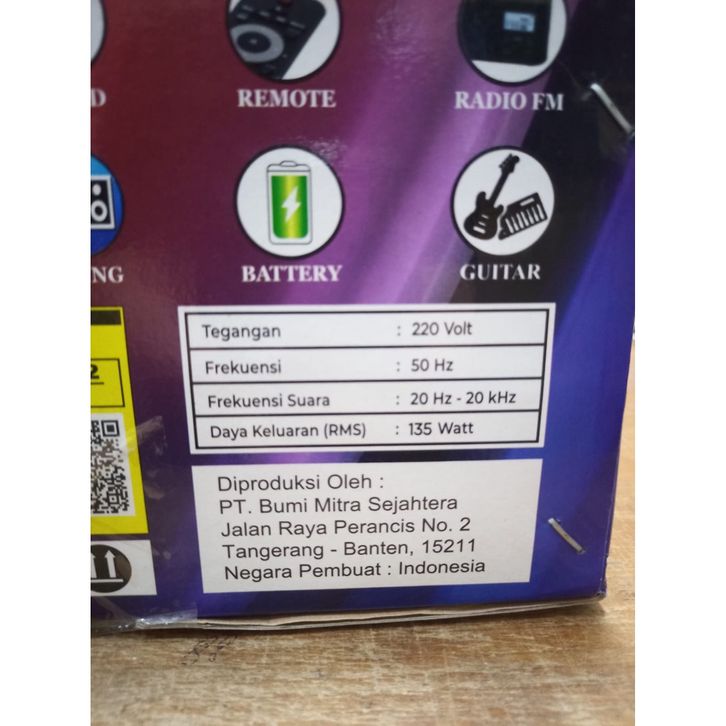 D
REMOTE
RADIO FM
NG
BATTERY
GUITAR
Tegangan : 220 Volt
Frekuensi : 50 Hz
Frekuensi Suara : 20 Hz - 20 kHz
Daya Keluaran (RMS) : 135 Watt
2
Diproduksi Oleh :
PT. Bumi Mitra Sejahtera
Jalan Raya Perancis No. 2
Tangerang - Banten, 15211
Negara Pembuat : Indonesia